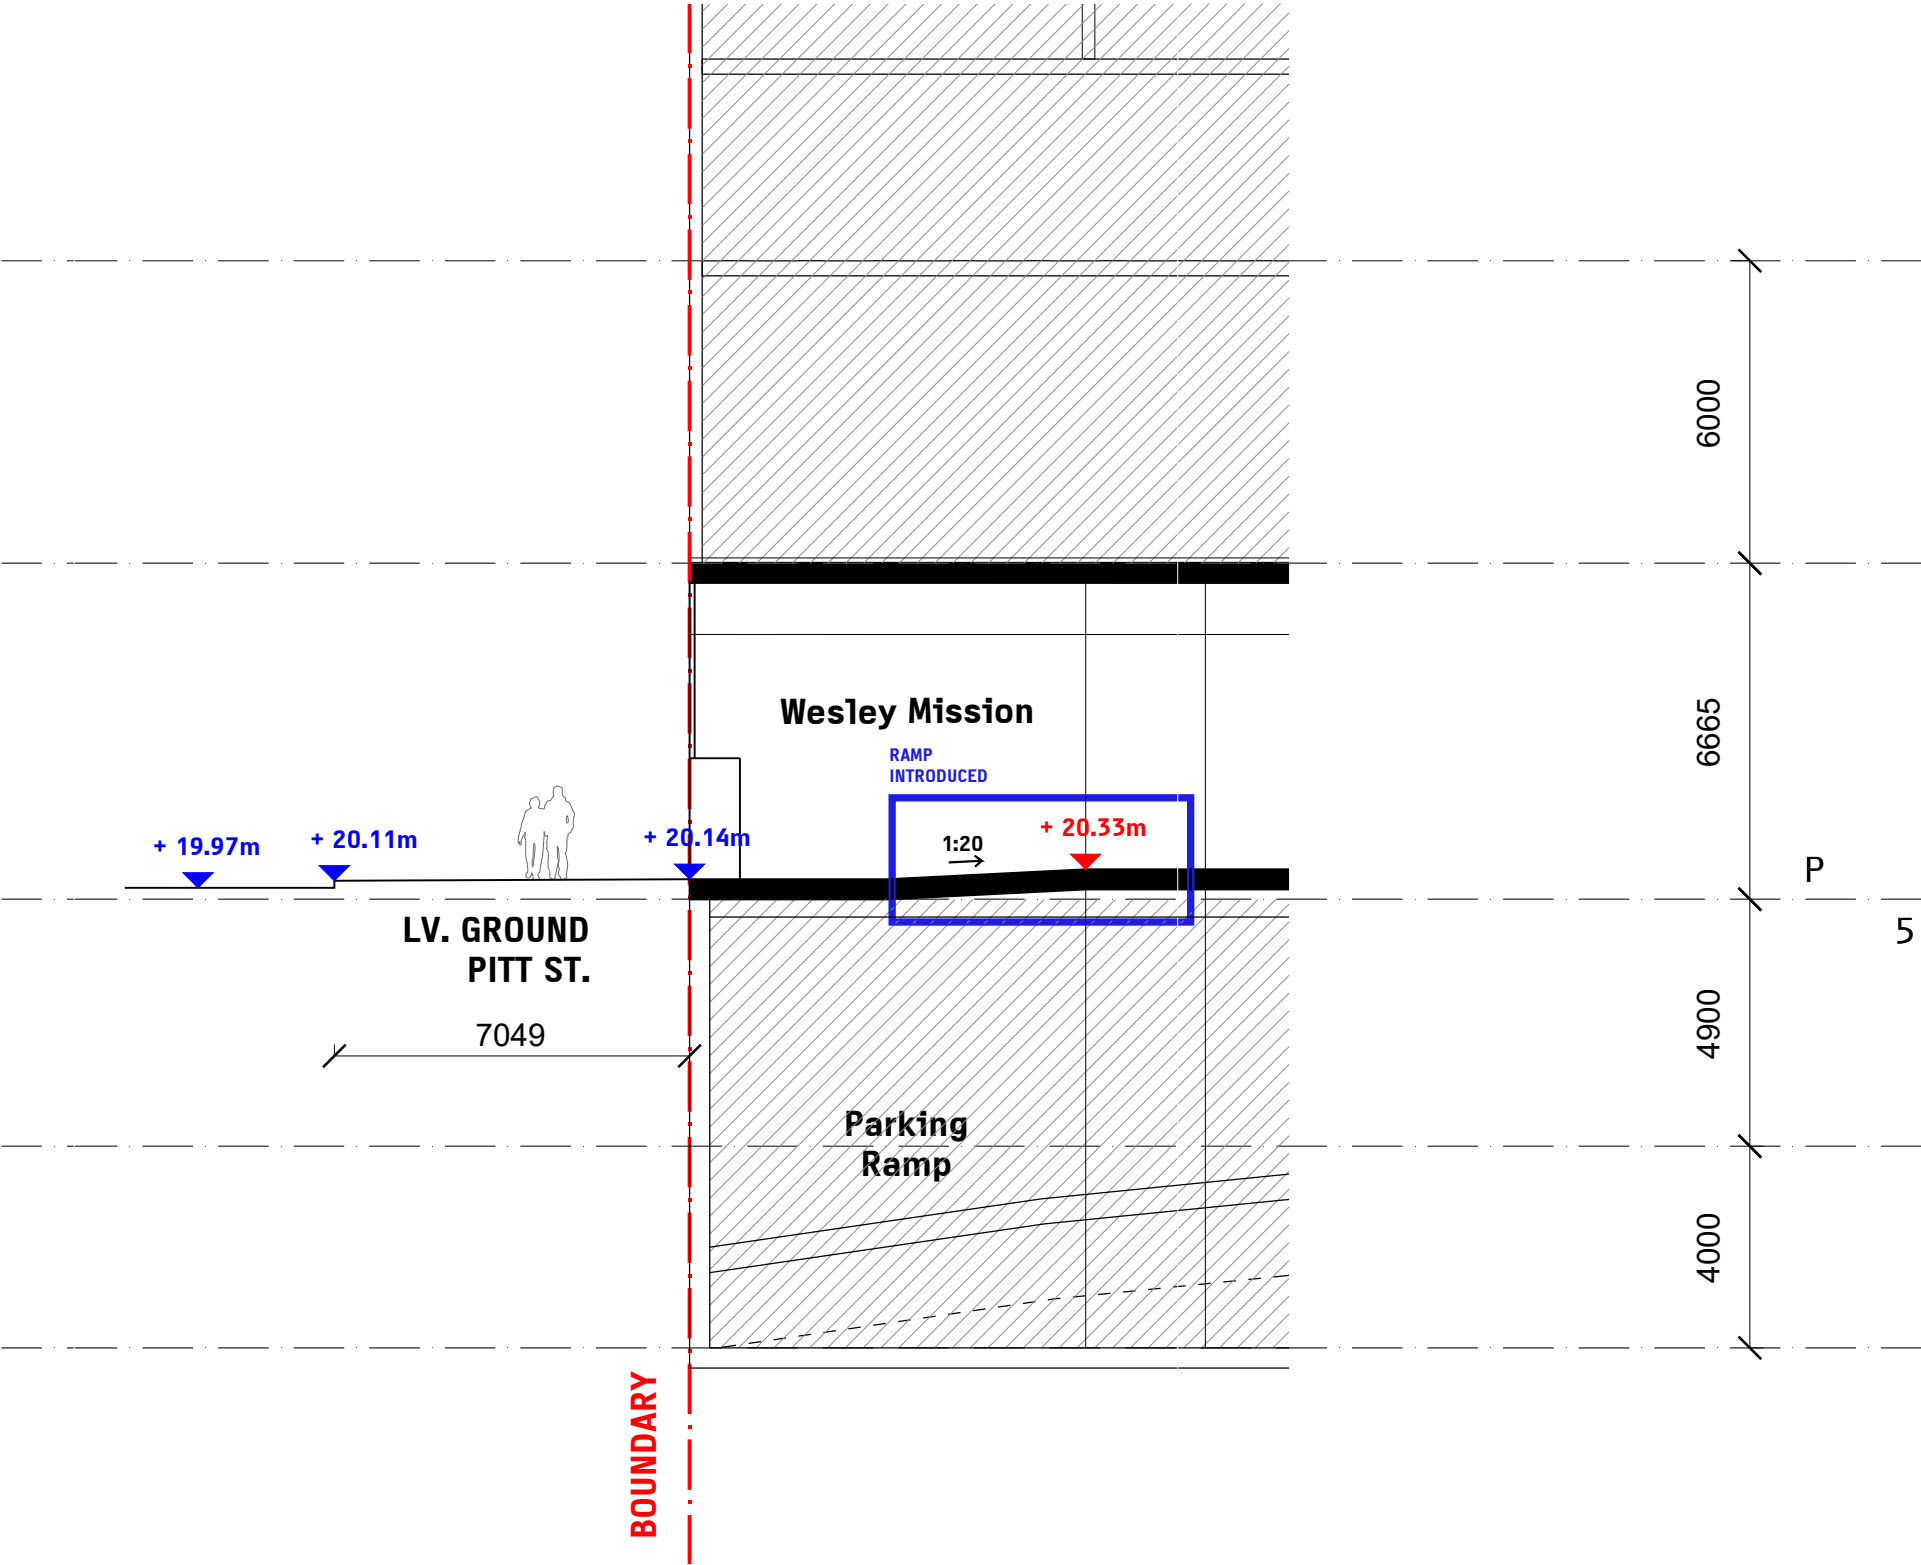 6000
6665
Wesley Mission
RAMP
INTRODUCED
+ 19.97m
+ 20.11m
+ 20.14m
1:20
+ 20.33m
P
5
LV. GROUND
PITT ST.
7049
4900
Parking
Ramp
4000
BOUNDARY